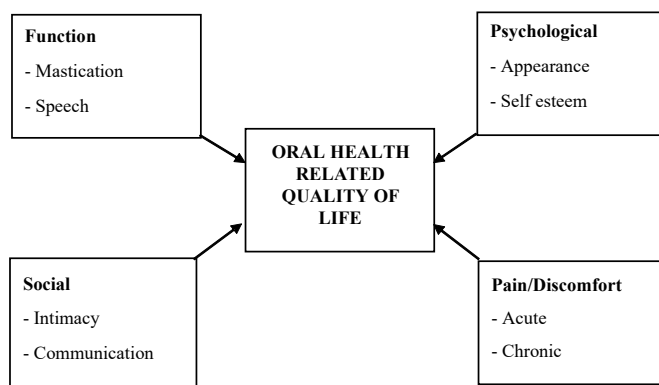 Function
- Mastication
- Speech
Psychological
- Appearance
- Self esteem
ORAL HEALTH
RELATED
QUALITY OF
LIFE
Social
- Intimacy
- Communication
Pain/Discomfort
- Acute
- Chronic